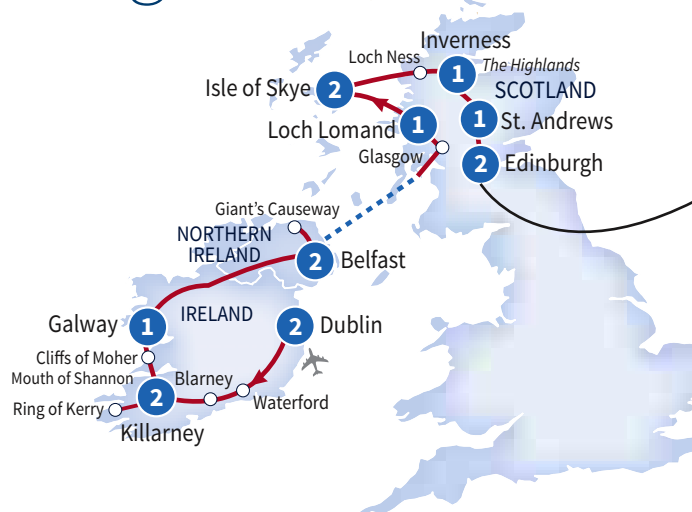 Inverness
Loch Ness
1
The Highlands
Isle of Skye
2
SCOTLAND
Loch Lomand
1
1
St. Andrews
Glasgow
2
Edinburgh
Giant's Causeway
NORTHERN
IRELAND
2
Belfast
IRELAND
Galway
1
2
Dublin
Cliffs of Moher
Mouth of Shannon
Blarney
Ring of Kerry
2
Waterford
Killarney